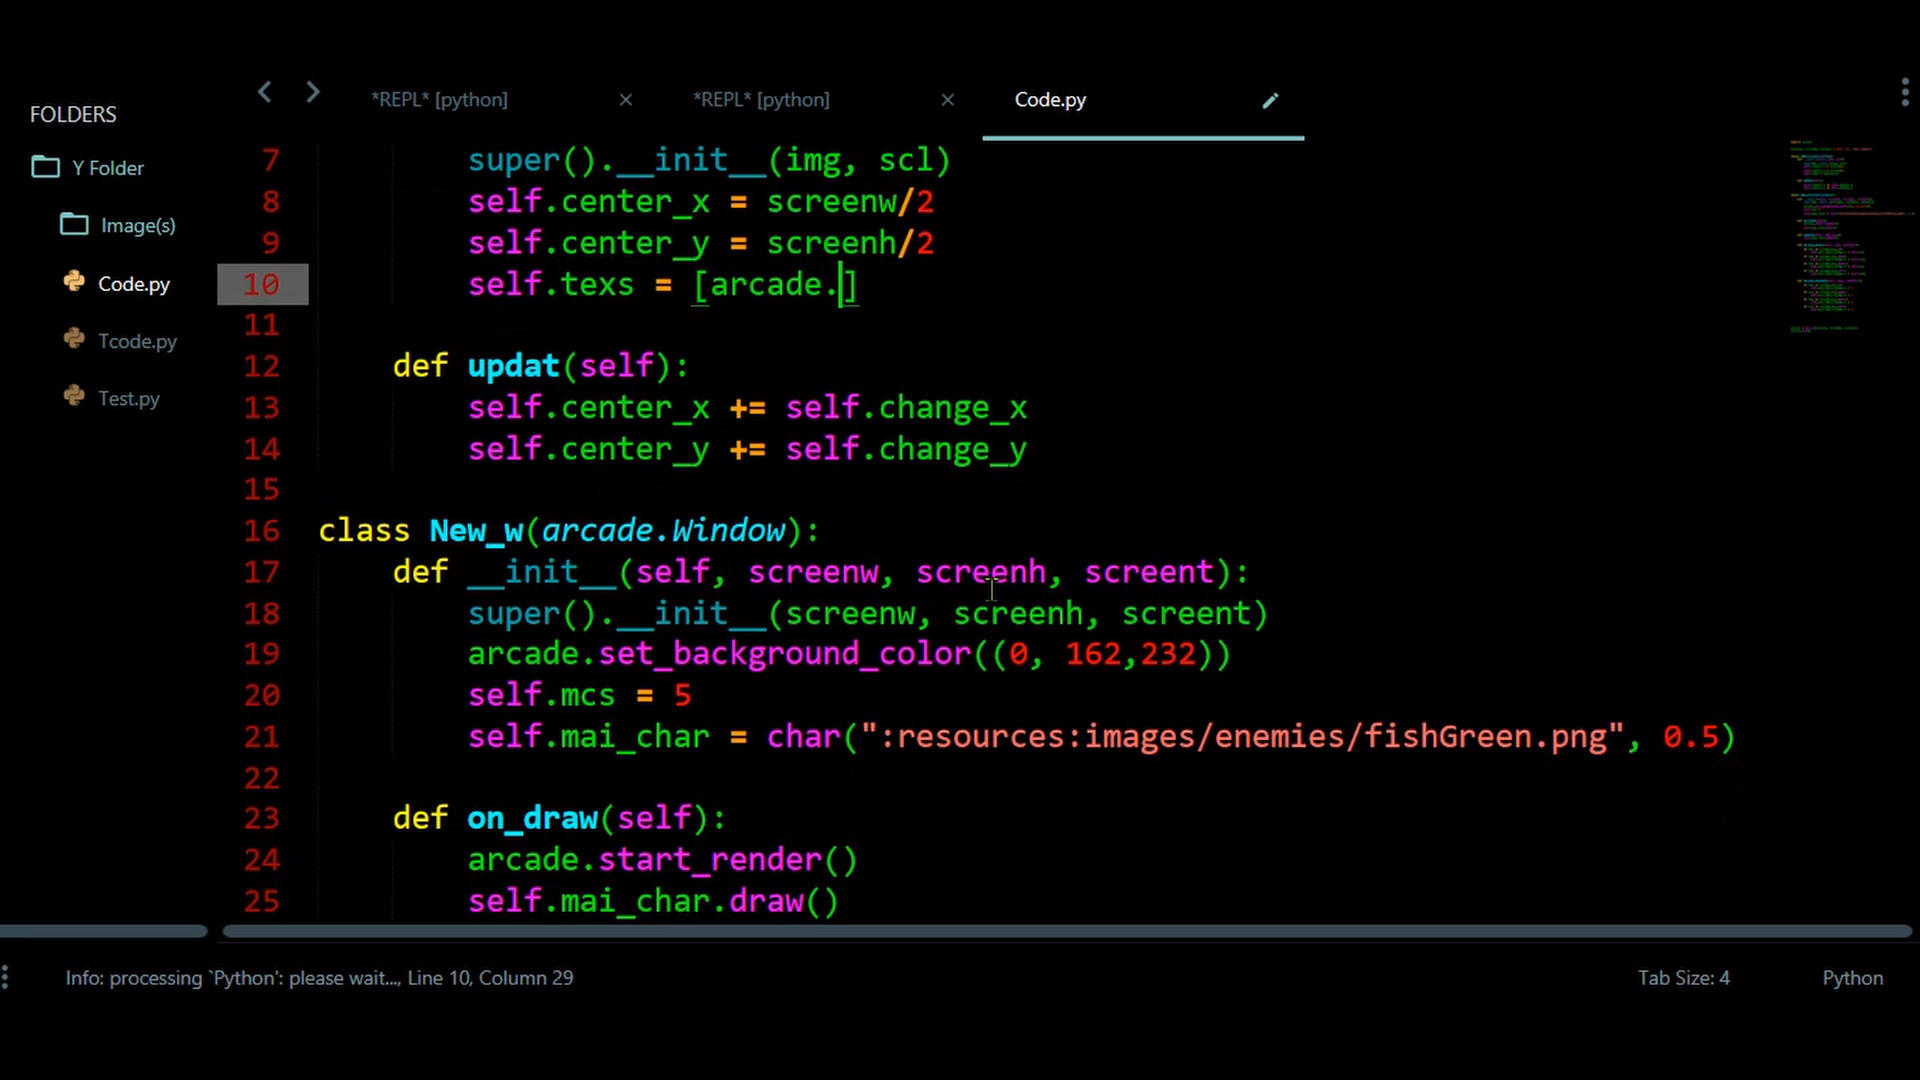 FOLDERS
Y Folder
Image(s)
Code.py
Tcode.py
Test.py
*REPL* [python]
*REPL* [python]
Code.py
7 super().__init__(img, scl)
8 self.center_x = screenw/2
9 self.center_y = screenh/2
10 self.texs = [arcade.]
11
12 def updat(self):
13 self.center_x += self.change_x
14 self.center_y += self.change_y
15
16 class New_w(arcade.Window):
17 def __init__(self, screenw, screenh, screent):
18 super().__init__(screenw, screenh, screent)
19 arcade.set_background_color((0, 162,232))
20 self.mcs = 5
21 self.mai_char = char(":resources:images/enemies/fishGreen.png", 0.5)
22
23 def on_draw(self):
24 arcade.start_render()
25 self.mai_char.draw()
Info: processing `Python': please wait..., Line 10, Column 29
Tab Size: 4
Python